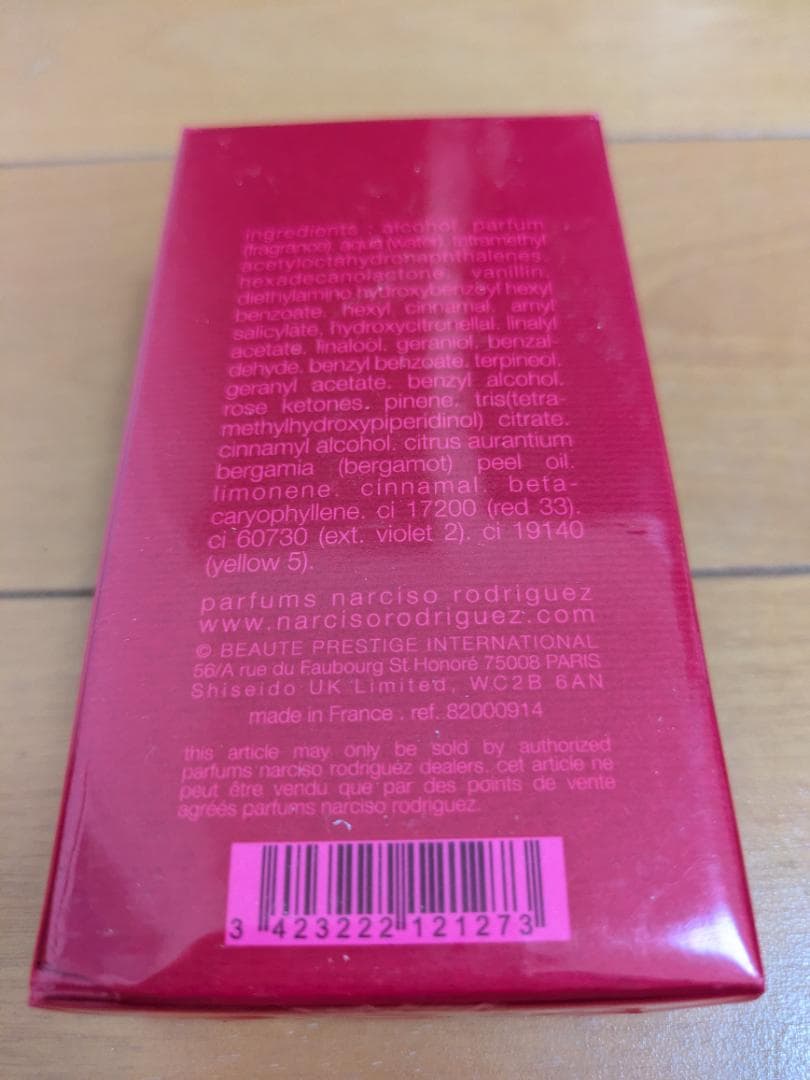 ingredients : alcohol. parfum
(fragrance). aqua (water). tetramethyl
acetyloctahydronaphthalenes.
hexadecanolactone. vanillin.
diethylamino hydroxybenzoyl hexyl
benzoate. hexyl cinnamal. amyl
salicylate. hydroxycitronellal. linalyl
acetate. linalool. geraniol. benzal-
dehyde. benzyl benzoate. terpineol.
geranyl acetate. benzyl alcohol.
rose ketones. pinene. tris(tetra-
methylhydroxypiperidinol) citrate.
cinnamyl alcohol. citrus aurantium
bergamia (bergamot) peel oil.
limonene. cinnamal. beta-
caryophyllene. ci 17200 (red 33).
ci 60730 (ext. violet 2). ci 19140
(yellow 5).
parfums narciso rodriguez
www.narcisorodriguez.com
© BEAUTE PRESTIGE INTERNATIONAL
56/A rue du Faubourg St Honoré 75008 PARIS
Shiseido UK Limited, WC2B 6AN
made in France . ref. 82000914
this article may only be sold by authorized
parfums narciso rodriguez dealers. cet article ne
peut être vendu que par des points de vente
agréés parfums narciso rodriguez.
3 423222 121273